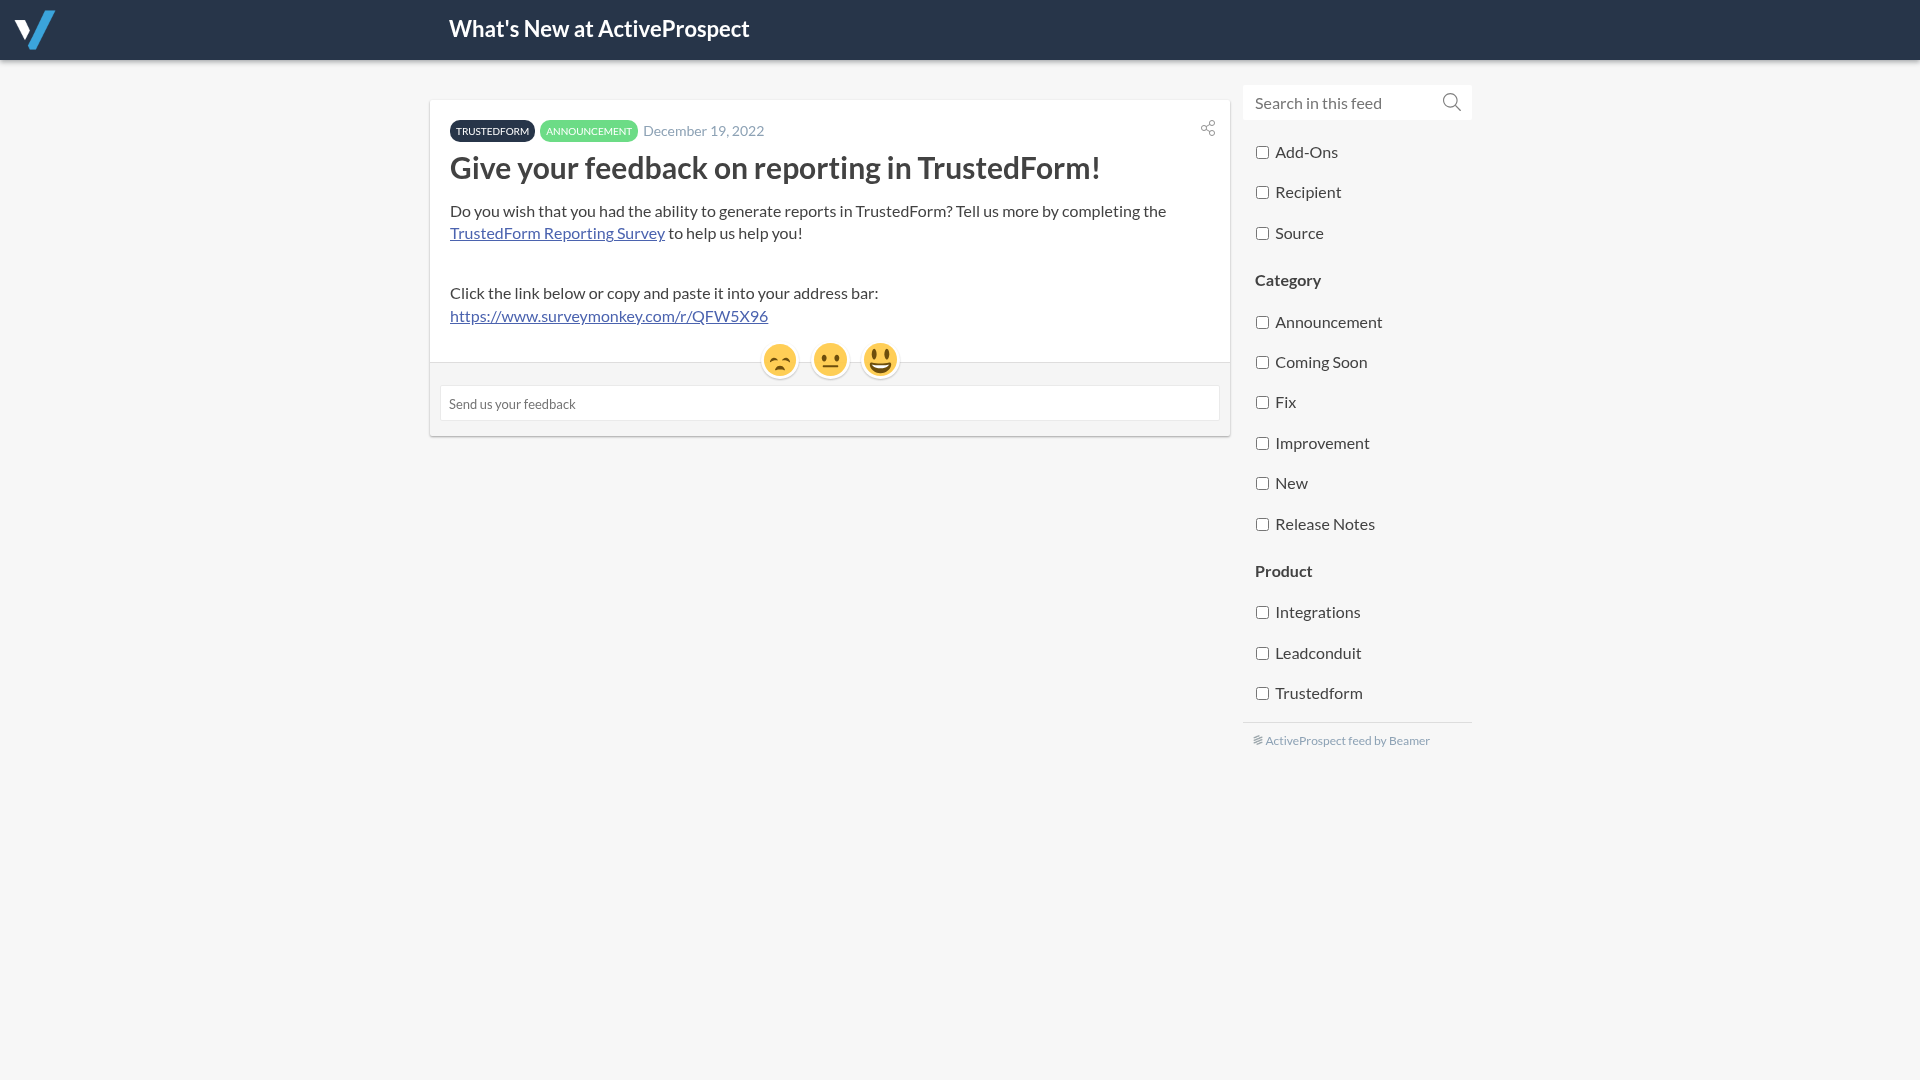 What's New at ActiveProspect
TRUSTEDFORM ANNOUNCEMENT December 19, 2022
Give your feedback on reporting in TrustedForm!
Do you wish that you had the ability to generate reports in TrustedForm? Tell us more by completing the
TrustedForm Reporting Survey to help us help you!
Click the link below or copy and paste it into your address bar:
https://www.surveymonkey.com/r/QFW5X96
Send us your feedback
Search in this feed
Add-Ons
Recipient
Source
Category
Announcement
Coming Soon
Fix
Improvement
New
Release Notes
Product
Integrations
Leadconduit
Trustedform
ActiveProspect feed by Beamer